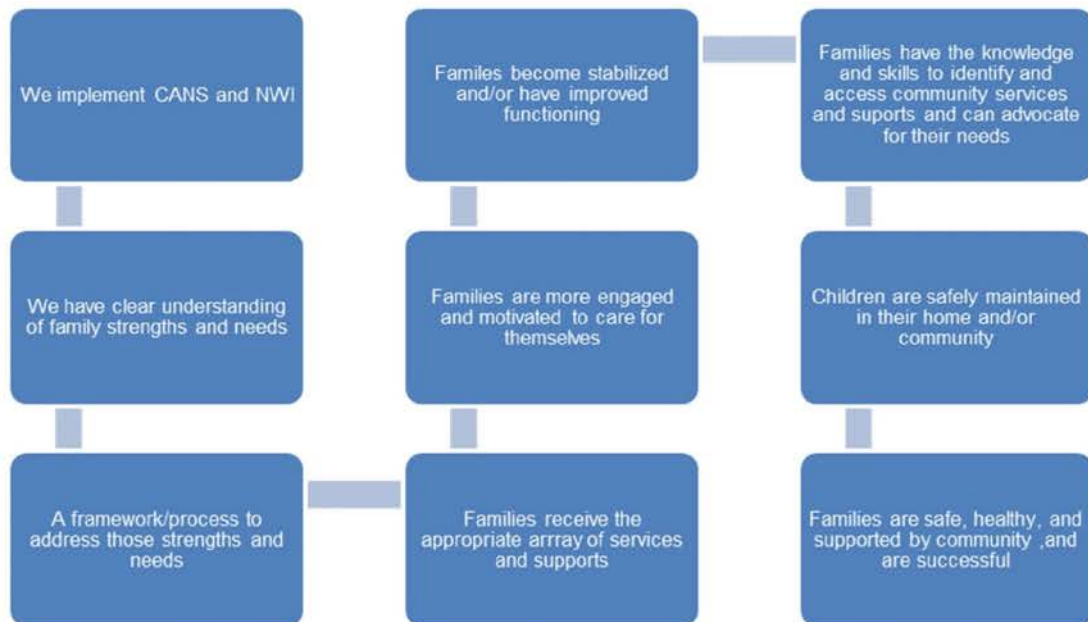 We implement CANS and NWI
We have clear understanding
of family strengths and needs
A framework/process to
address those strengths and
needs
Families receive the
appropriate arrray of services
and supports
Families are more engaged
and motivated to care for
themselves
Familes become stabilized
and/or have improved
functioning
Families have the knowledge
and skills to identify and
access community services
and suports and can advocate
for their needs
Children are safely maintained
in their home and/or
community
Families are safe, healthy, and
supported by community ,and
are successful